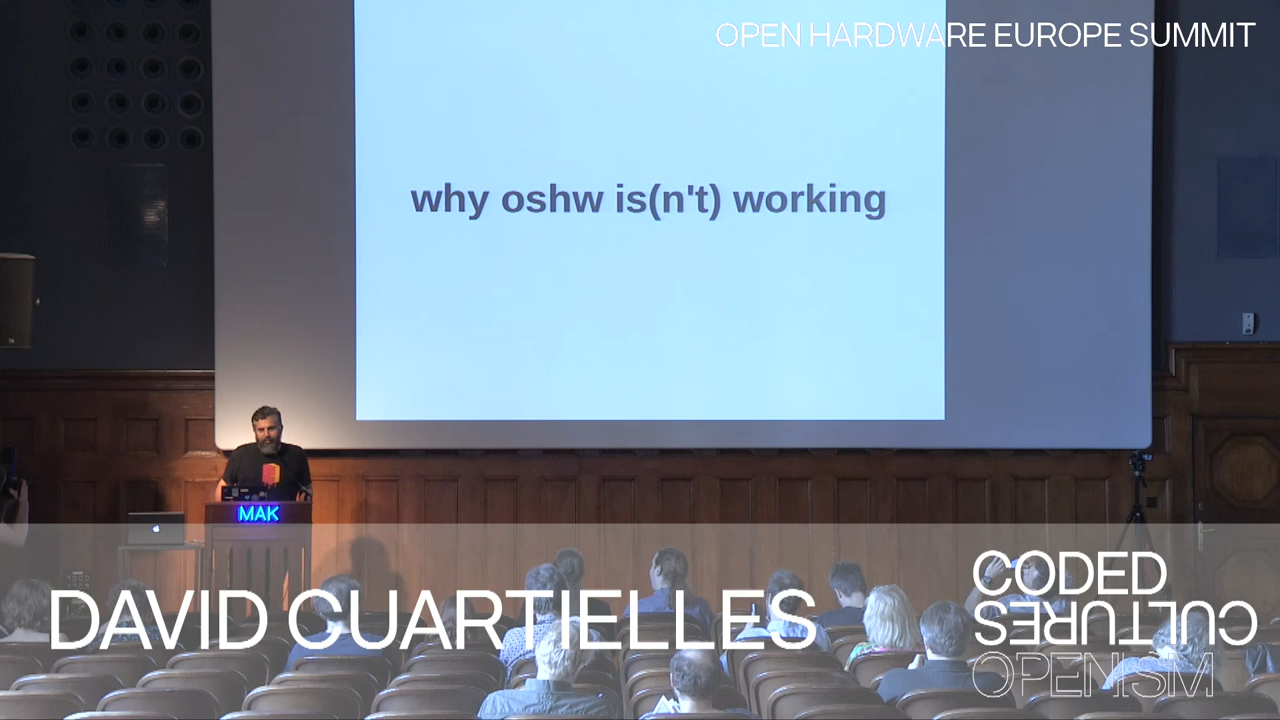 OPEN HARDWARE EUROPE SUMMIT
why oshw is(n't) working
MAK
DAVID CUARTIELLES
CODED
CULTURES
OPENISM